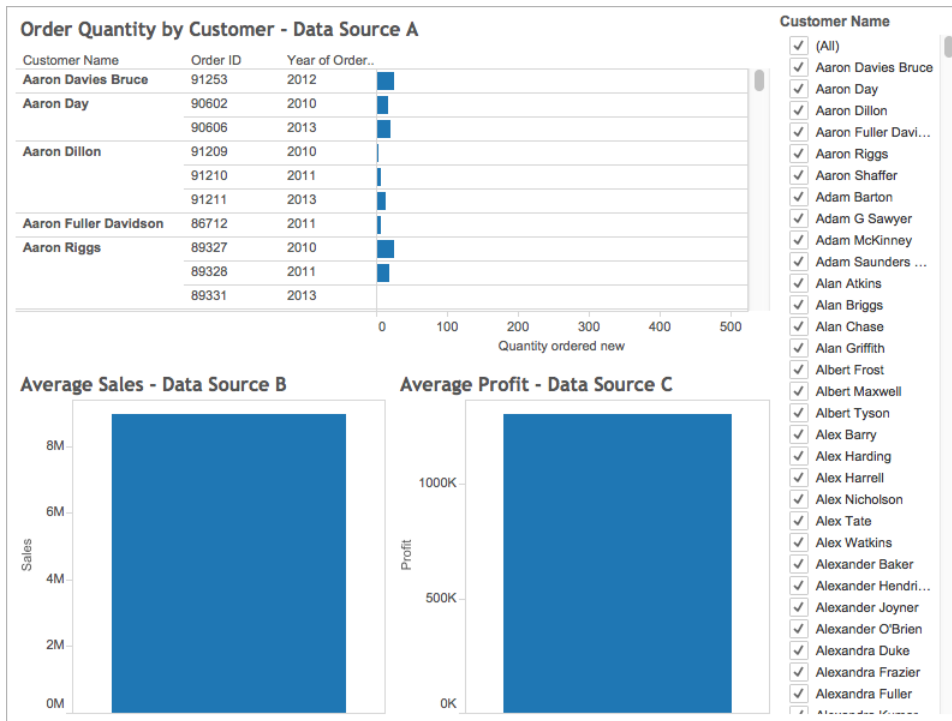 Order Quantity by Customer - Data Source A
Customer Name Order ID Year of Order..
Aaron Davies Bruce 91253 2012
Aaron Day 90602 2010
90606 2013
Aaron Dillon 91209 2010
91210 2011
91211 2013
Aaron Fuller Davidson 86712 2011
Aaron Riggs 89327 2010
89328 2011
89331 2013
0 100 200 300 400 500
Quantity ordered new
Average Sales - Data Source B
8M
6M
4M
2M
0M
Sales
Average Profit - Data Source C
1000K
500K
0K
Profit
Customer Name
(All)
Aaron Davies Bruce
Aaron Day
Aaron Dillon
Aaron Fuller Davi...
Aaron Riggs
Aaron Shaffer
Adam Barton
Adam G Sawyer
Adam McKinney
Adam Saunders ...
Alan Atkins
Alan Briggs
Alan Chase
Alan Griffith
Albert Frost
Albert Maxwell
Albert Tyson
Alex Barry
Alex Harding
Alex Harrell
Alex Nicholson
Alex Tate
Alex Watkins
Alexander Baker
Alexander Hendri...
Alexander Joyner
Alexander O'Brien
Alexandra Duke
Alexandra Frazier
Alexandra Fuller